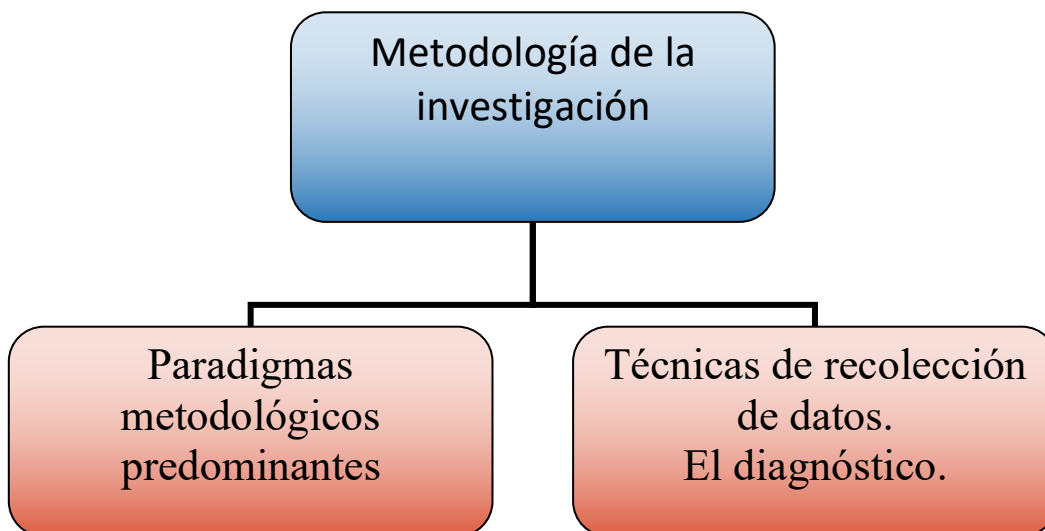 Metodología de la
investigación
Paradigmas
metodológicos
predominantes
Técnicas de recolección
de datos.
El diagnóstico.